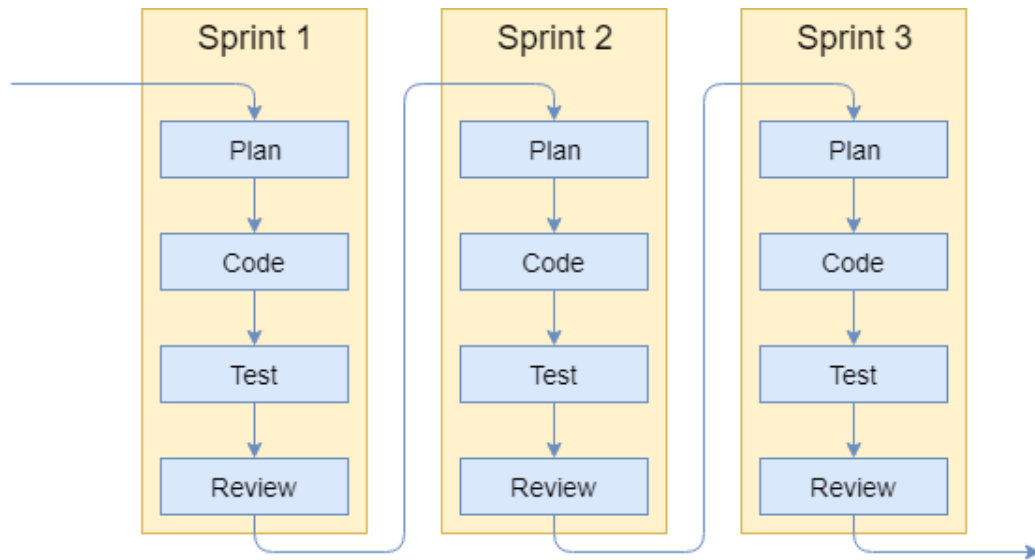 Sprint 1
Plan
Code
Test
Review
Sprint 2
Plan
Code
Test
Review
Sprint 3
Plan
Code
Test
Review